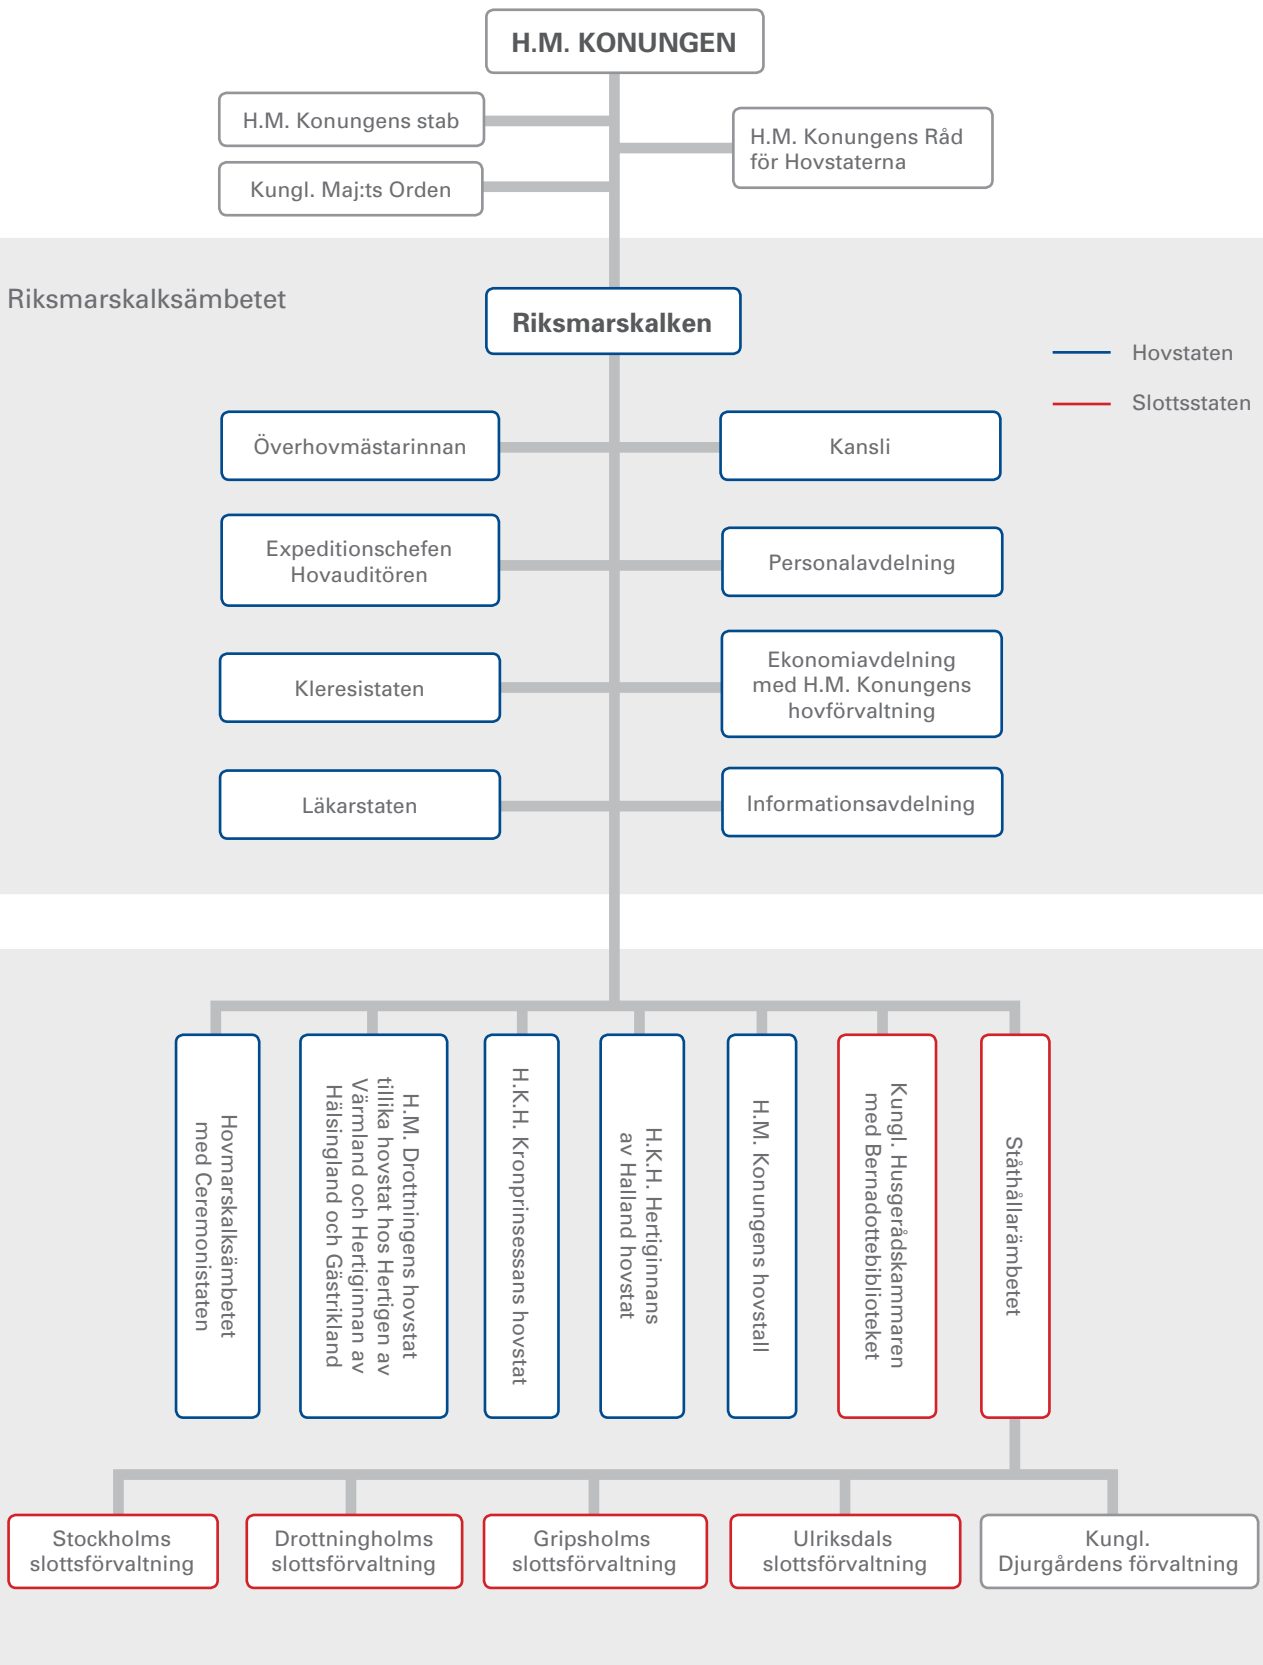 H.M. KONUNGEN
H.M. Konungens stab
H.M. Konungens Råd
för Hovstaterna
Kungl. Maj:ts Orden
Riksmarskalksämbetet
Riksmarskalken
Hovstaten
Slottsstaten
Överhovmästarinnan
Kansli
Expeditionschefen
Hovauditören
Personalavdelning
Kleresistaten
Ekonomiavdelning
med H.M. Konungens
hovförvaltning
Läkarstaten
Informationsavdelning
Hovmarskalksämbetet
med Ceremonistaten
H.M. Drottningens hovstat
tillika hovstat hos Hertigen av
Värmland och Hertiginnan av
Hälsingland och Gästrikland
H.K.H. Kronprinsessans hovstat
H.K.H. Hertiginnans
av Halland hovstat
H.M. Konungens hovstall
Kungl. Husgerådskammaren
med Bernadottebiblioteket
Ståthållarämbetet
Stockholms
slottsförvaltning
Drottningholms
slottsförvaltning
Gripsholms
slottsförvaltning
Ulriksdals
slottsförvaltning
Kungl.
Djurgårdens förvaltning